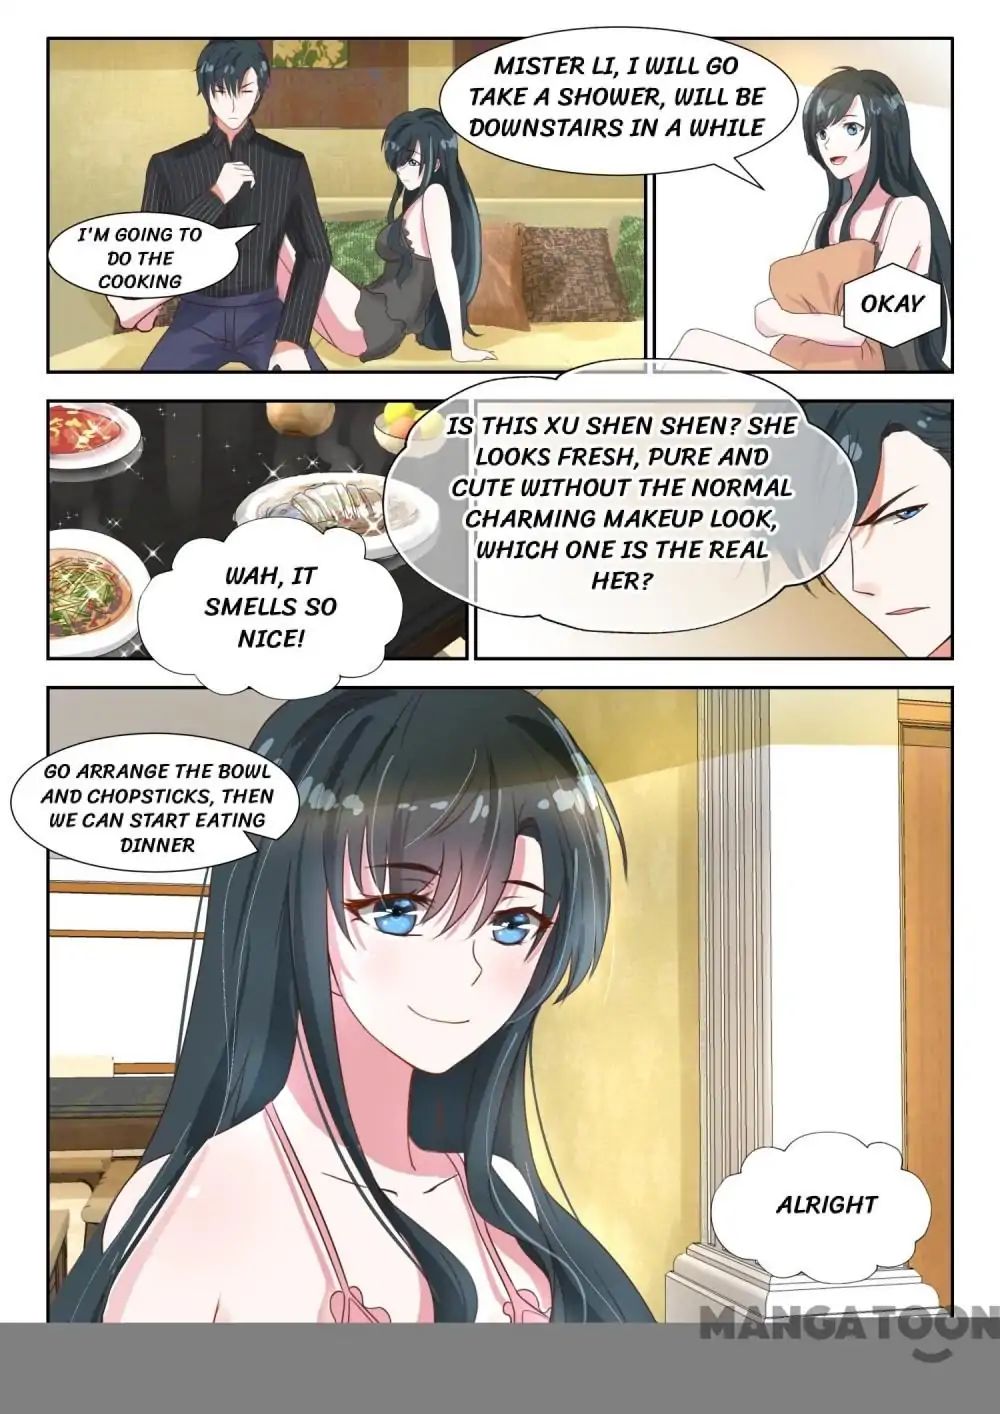 I'M GOING TO
DO THE
COOKING
MISTER LI, I WILL GO
TAKE A SHOWER, WILL BE
DOWNSTAIRS IN A WHILE
OKAY
WAH, IT
SMELLS SO
NICE!
IS THIS XU SHEN SHEN? SHE
LOOKS FRESH, PURE AND
CUTE WITHOUT THE NORMAL
CHARMING MAKEUP LOOK,
WHICH ONE IS THE REAL
HER?
GO ARRANGE THE BOWL
AND CHOPSTICKS, THEN
WE CAN START EATING
DINNER
ALRIGHT
MANGATOON